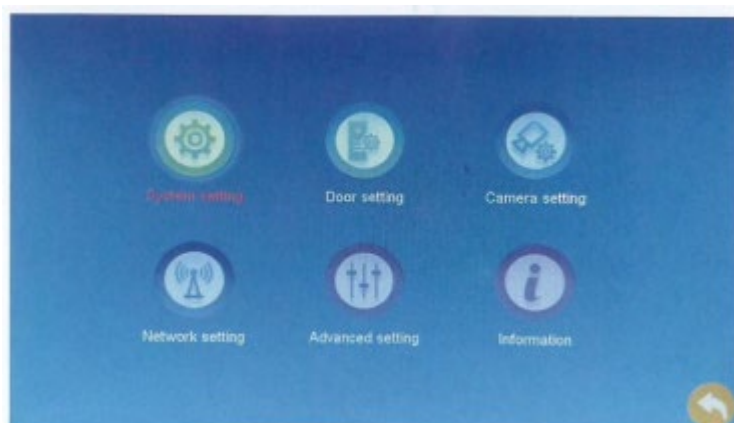 System setting
Door setting
Camera setting
Network setting
Advanced setting
Information